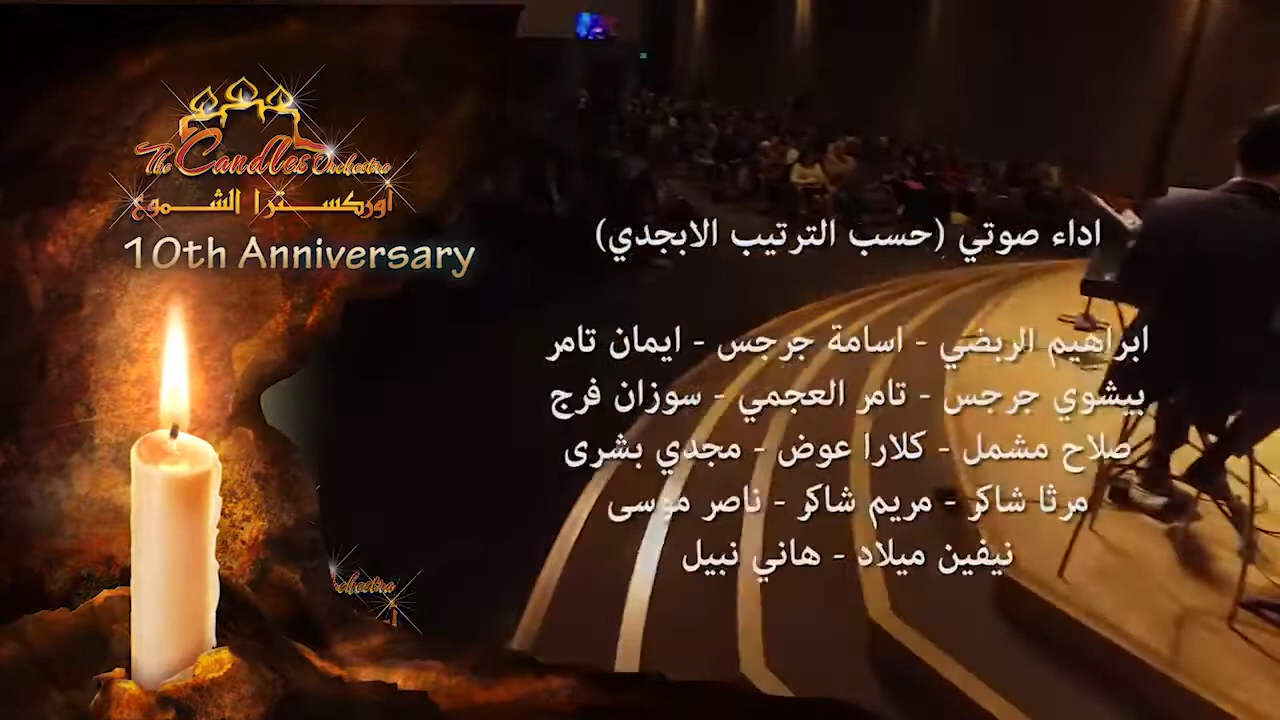 The Candles Orchestra
أوركسترا الشموع
10th Anniversary
اداء صوتي (حسب الترتيب الابجدي)
ابراهيم الربضي - اسامة جرجس - ايمان تامر
بيشوي جرجس - تامر العجمي - سوزان فرج
صلاح مشمل - كلارا عوض - مجدي بشرى
مرثا شاكر - مريم شاكر - ناصر موسى
نيفين ميلاد - هاني نبيل